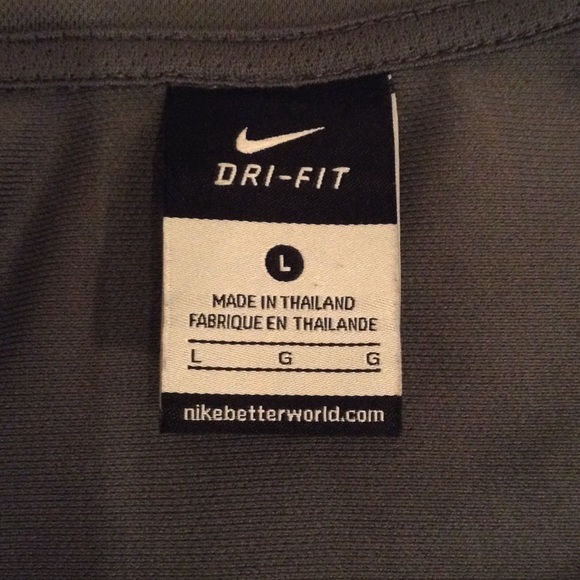 DRI-FIT
L
MADE IN THAILAND
FABRIQUE EN THAILANDE
L G G
nikebetterworld.com